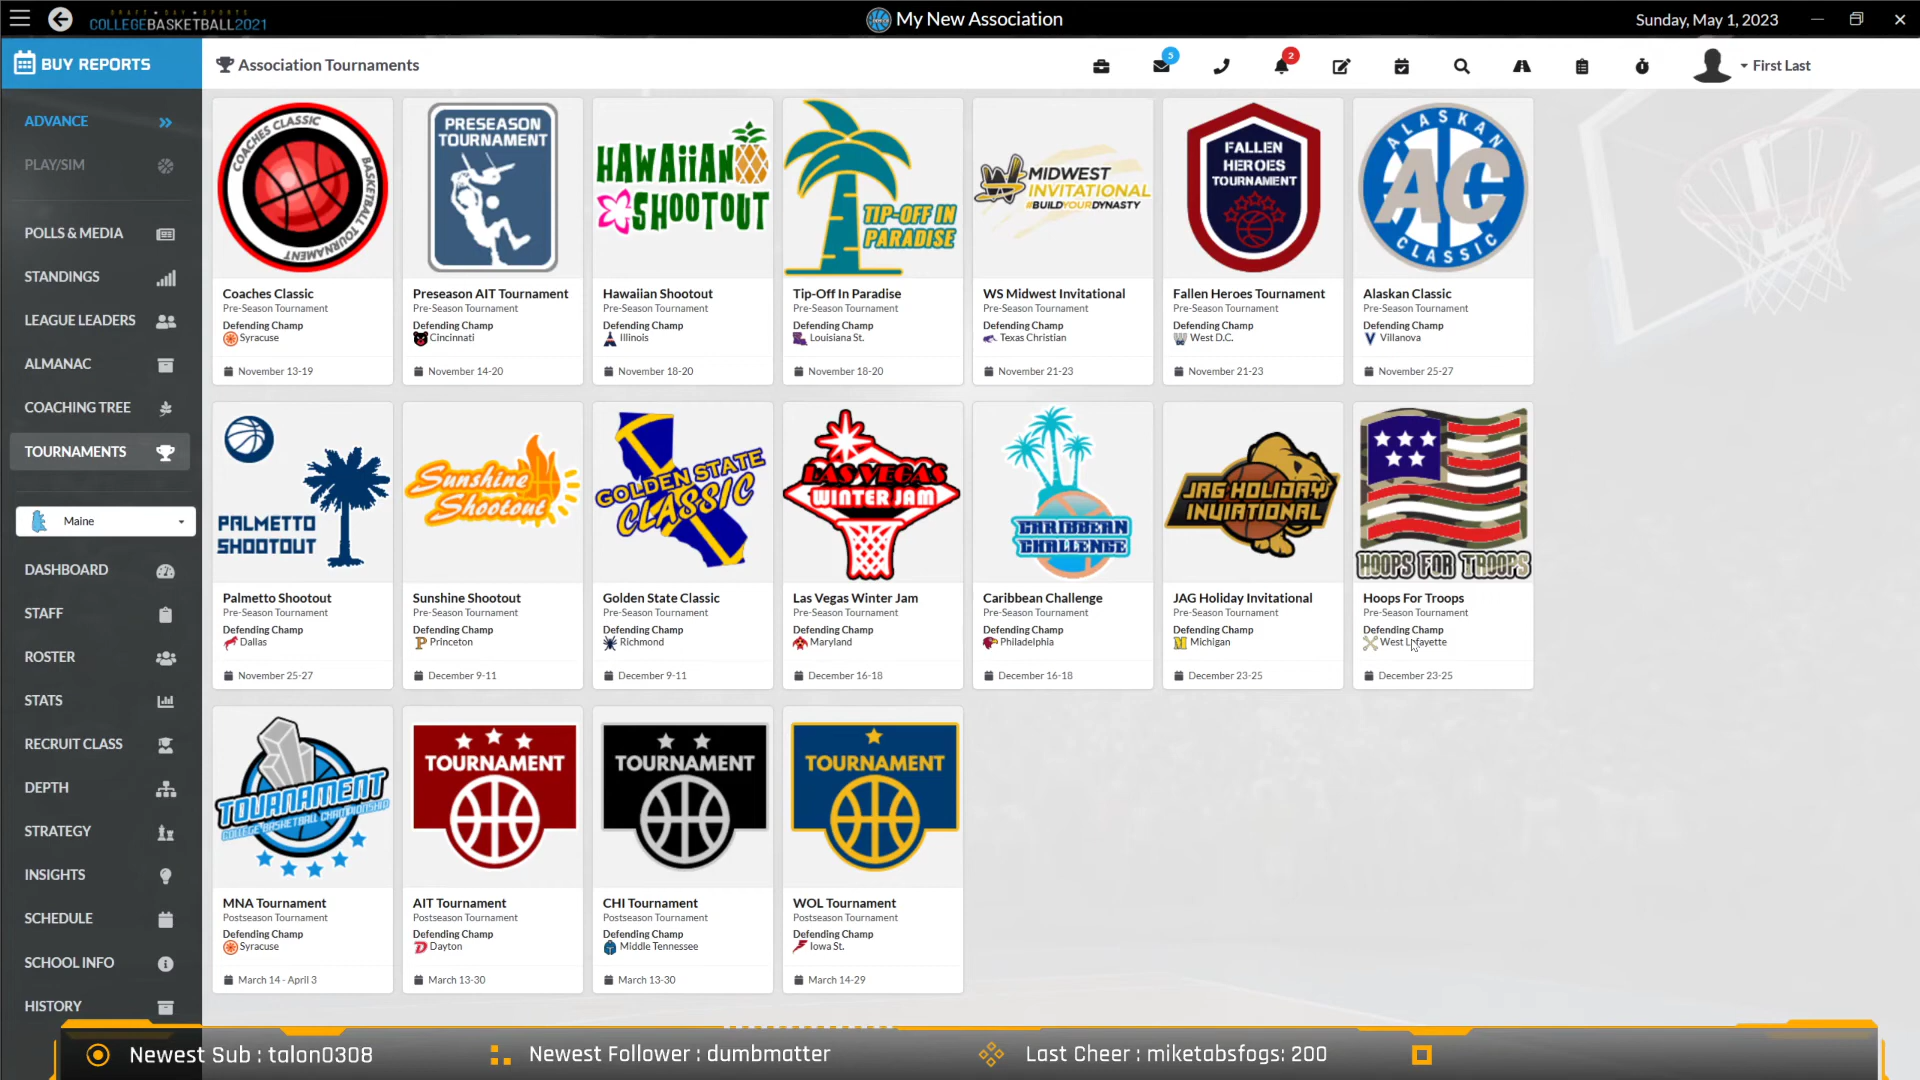 DRAFT • DAY • SPORTS
COLLEGEBASKETBALL2021
My New Association
Sunday, May 1, 2023
BUY REPORTS
Association Tournaments
5
2
First Last
ADVANCE
PLAY/SIM
POLLS & MEDIA
STANDINGS
LEAGUE LEADERS
ALMANAC
COACHING TREE
TOURNAMENTS
Maine
DASHBOARD
STAFF
ROSTER
STATS
RECRUIT CLASS
DEPTH
STRATEGY
INSIGHTS
SCHEDULE
SCHOOL INFO
HISTORY
COACHES CLASSIC
BASKETBALL TOURNAMENT
Coaches Classic
Pre-Season Tournament
Defending Champ
Syracuse
November 13-19
PRESEASON
TOURNAMENT
Preseason AIT Tournament
Pre-Season Tournament
Defending Champ
Cincinnati
November 14-20
HAWAiiAN
SHOOTOUT
Hawaiian Shootout
Pre-Season Tournament
Defending Champ
Illinois
November 18-20
TIP-OFF IN
PARADISE
Tip-Off In Paradise
Pre-Season Tournament
Defending Champ
Louisiana St.
November 18-20
MIDWEST
INVITATIONAL
#BUILDYOURDYNASTY
WS Midwest Invitational
Pre-Season Tournament
Defending Champ
Texas Christian
November 21-23
FALLEN
HEROES
TOURNAMENT
Fallen Heroes Tournament
Pre-Season Tournament
Defending Champ
West D.C.
November 21-23
ALASKAN
AC
CLASSIC
Alaskan Classic
Pre-Season Tournament
Defending Champ
Villanova
November 25-27
PALMETTO
SHOOTOUT
Palmetto Shootout
Pre-Season Tournament
Defending Champ
Dallas
November 25-27
Sunshine
Shootout
Sunshine Shootout
Pre-Season Tournament
Defending Champ
Princeton
December 9-11
GOLDEN STATE
CLASSIC
Golden State Classic
Pre-Season Tournament
Defending Champ
Richmond
December 9-11
LAS VEGAS
WINTER JAM
Las Vegas Winter Jam
Pre-Season Tournament
Defending Champ
Maryland
December 16-18
CARIBBEAN
CHALLENGE
Caribbean Challenge
Pre-Season Tournament
Defending Champ
Philadelphia
December 16-18
JAG HOLIDAY
INVIATIONAL
JAG Holiday Invitational
Pre-Season Tournament
Defending Champ
Michigan
December 23-25
HOOPS FOR TROOPS
Hoops For Troops
Pre-Season Tournament
Defending Champ
West Lafayette
December 23-25
TOURNAMENT
COLLEGE BASKETBALL CHAMPIONSHIP
MNA Tournament
Postseason Tournament
Defending Champ
Syracuse
March 14 - April 3
TOURNAMENT
AIT Tournament
Postseason Tournament
Defending Champ
Dayton
March 13-30
TOURNAMENT
CHI Tournament
Postseason Tournament
Defending Champ
Middle Tennessee
March 13-30
TOURNAMENT
WOL Tournament
Postseason Tournament
Defending Champ
Iowa St.
March 14-29
Newest Sub : talon0308
Newest Follower : dumbmatter
Last Cheer : miketabsfogs: 200